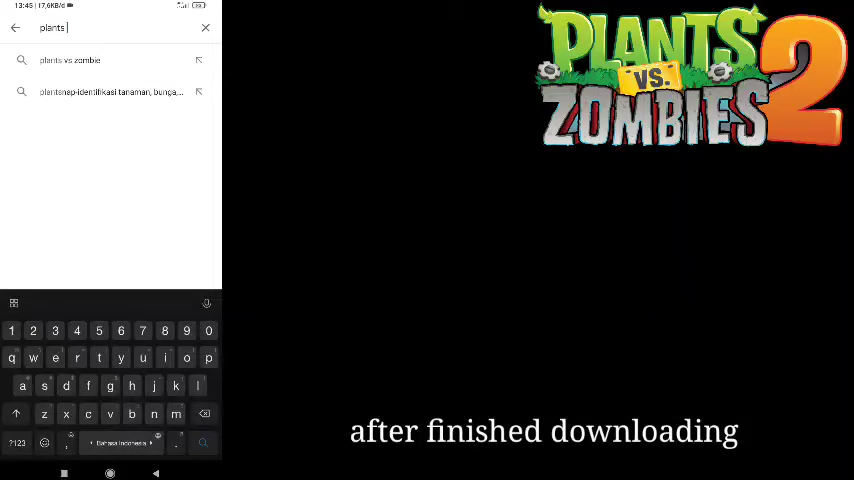 13:45 | 17,6KB/d
plants
plants vs zombie
plantsnap-identifikasi tanaman, bunga,...
PLANTS
VS.
ZOMBIES 2
1 2 3 4 5 6 7 8 9 0
q w e r t y u i o p
a s d f g h j k l
z x c v b n m
?123 , Bahasa Indonesia .
after finished downloading